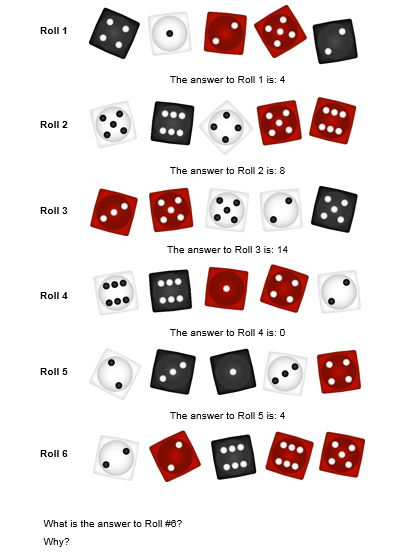 Roll 1
The answer to Roll 1 is: 4
Roll 2
The answer to Roll 2 is: 8
Roll 3
The answer to Roll 3 is: 14
Roll 4
The answer to Roll 4 is: 0
Roll 5
The answer to Roll 5 is: 4
Roll 6
What is the answer to Roll #6?
Why?